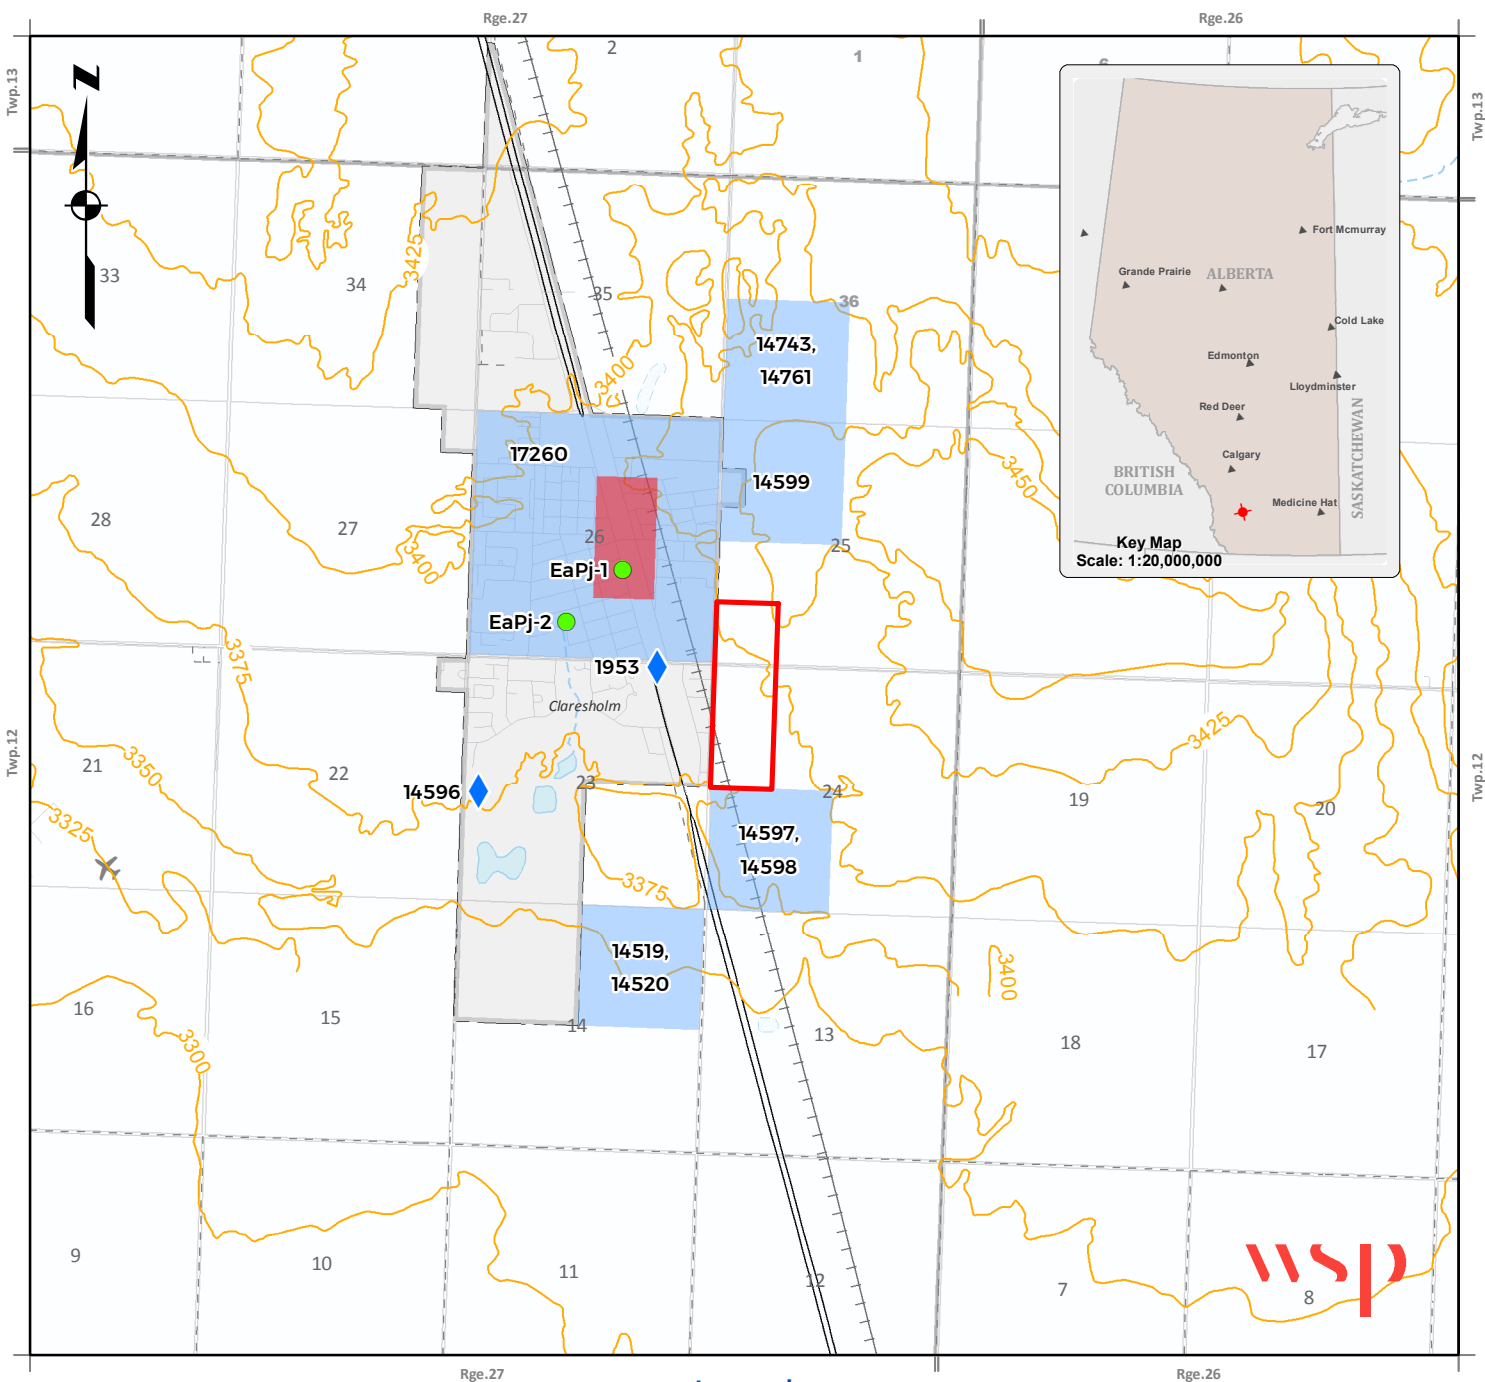 Rge.27
Rge.26
Twp.13
Twp.13
2
1
6
33
34
3425
35
36
3400
14743,
14761
17260
14599
3450
28
27
26
25
3400
EaPj-1
EaPj-2
1953
3375
Claresholm
3425
Twp.12
Twp.12
21
3350
22
14596
23
24
19
20
3325
14597,
14598
3375
14519,
14520
3400
16
15
14
13
18
17
3300
9
10
11
12
7
8
wsp
Rge.27
Rge.26
Fort Mcmurray
Grande Prairie
ALBERTA
Cold Lake
Edmonton
Lloydminster
Red Deer
Calgary
BRITISH
COLUMBIA
SASKATCHEWAN
Medicine Hat
Key Map
Scale: 1:20,000,000